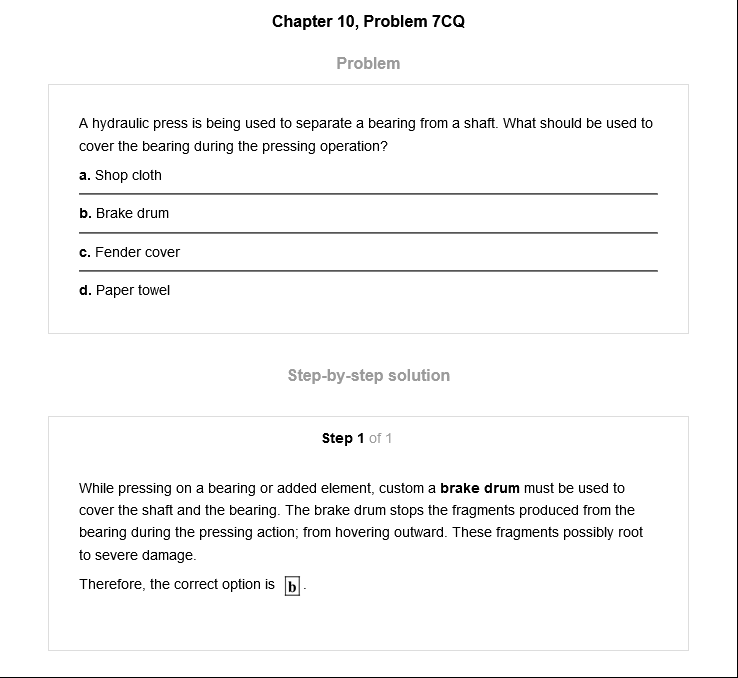 Chapter 10, Problem 7CQ
Problem
A hydraulic press is being used to separate a bearing from a shaft. What should be used to
cover the bearing during the pressing operation?
a. Shop cloth
b. Brake drum
c. Fender cover
d. Paper towel
Step-by-step solution
Step 1 of 1
While pressing on a bearing or added element, custom a brake drum must be used to
cover the shaft and the bearing. The brake drum stops the fragments produced from the
bearing during the pressing action; from hovering outward. These fragments possibly root
to severe damage.
Therefore, the correct option is b.